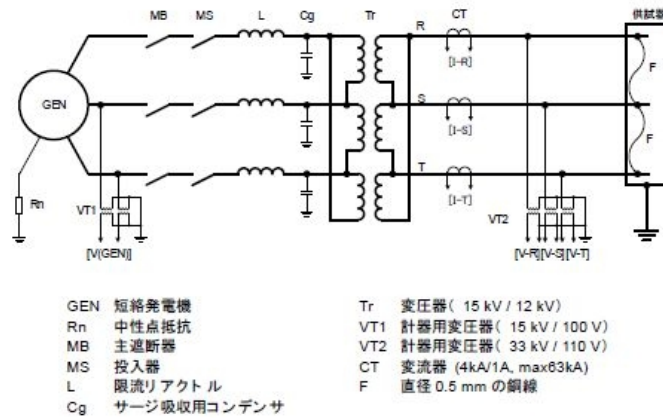 MB MS L Cg Tr R CT 供試器
[I-R]
F
GEN
S
[I-S]
F
T
Rn
VT1
[I-T]
VT2
[V(GEN)]
[V-R][V-S][V-T]
GEN 短絡発電機
Rn 中性点抵抗
MB 主遮断器
MS 投入器
L 限流リアクトル
Cg サージ吸収用コンデンサ
Tr 変圧器( 15 kV / 12 kV)
VT1 計器用変圧器( 15 kV / 100 V)
VT2 計器用変圧器( 33 kV / 110 V)
CT 変流器 (4kA/1A, max63kA)
F 直径 0.5 mm の銅線